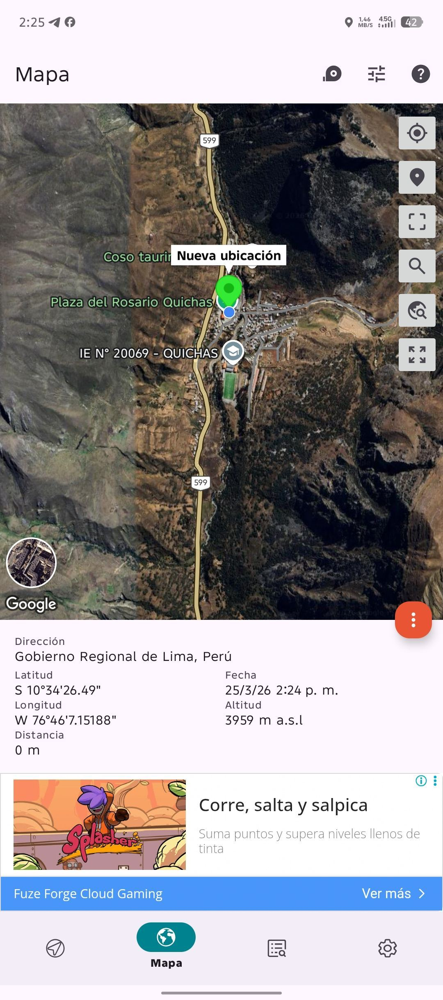 2:25
1,46
MB/S
4.5G
42
Mapa
599
Coso taurin
Nueva ubicación
Plaza del Rosario Quichas
IE N° 20069 - QUICHAS
599
Google
Dirección
Gobierno Regional de Lima, Perú
Latitud
S 10°34'26.49"
Fecha
25/3/26 2:24 p. m.
Longitud
W 76°46'7.15188"
Altitud
3959 m a.s.l
Distancia
0 m
Splasher
Corre, salta y salpica
Suma puntos y supera niveles llenos de
tinta
Fuze Forge Cloud Gaming
Ver más
Mapa